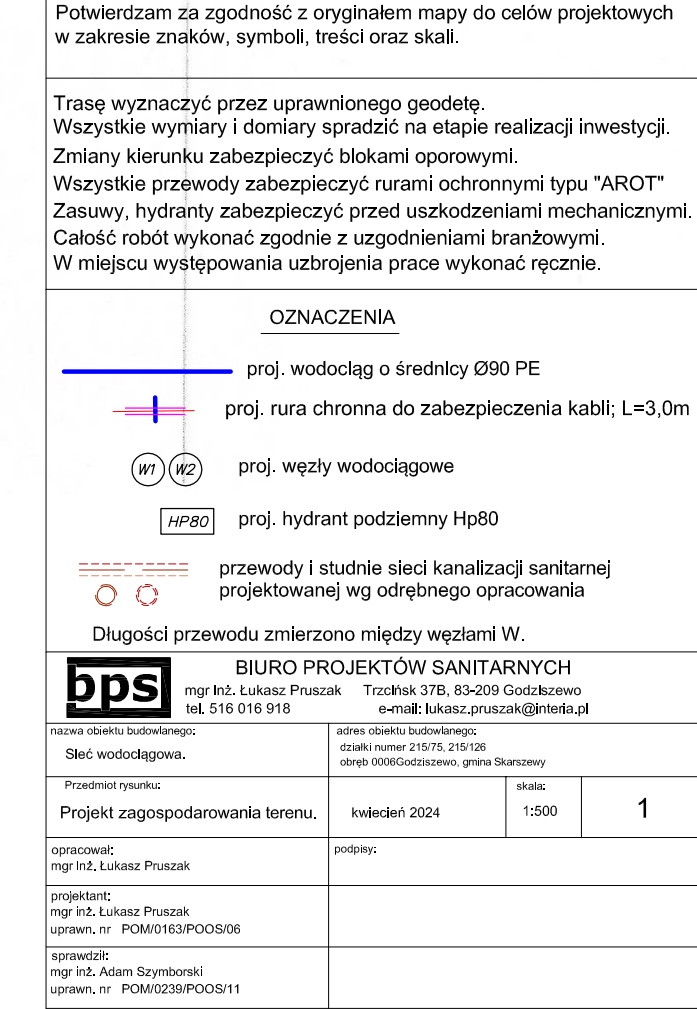 Potwierdzam za zgodność z oryginałem mapy do celów projektowych
w zakresie znaków, symboli, treści oraz skali.
Trasę wyznaczyć przez uprawnionego geodetę.
Wszystkie wymiary i domiary spradzić na etapie realizacji inwestycji.
Zmiany kierunku zabezpieczyć blokami oporowymi.
Wszystkie przewody zabezpieczyć rurami ochronnymi typu "AROT"
Zasuwy, hydranty zabezpieczyć przed uszkodzeniami mechanicznymi.
Całość robót wykonać zgodnie z uzgodnieniami branżowymi.
W miejscu występowania uzbrojenia prace wykonać ręcznie.
OZNACZENIA
proj. wodociąg o średnicy Ø90 PE
proj. rura chronna do zabezpieczenia kabli; L=3,0m
W1 W2 proj. węzły wodociągowe
HP80 proj. hydrant podziemny Hp80
przewody i studnie sieci kanalizacji sanitarnej
projektowanej wg odrębnego opracowania
Długości przewodu zmierzono między węzłami W.
bps
BIURO PROJEKTÓW SANITARNYCH
mgr inż. Łukasz Pruszak Trzcińsk 37B, 83-209 Godziszewo
tel. 516 016 918 e-mail: lukasz.pruszak@interia.pl
nazwa obiektu budowlanego:
Sieć wodociągowa.
adres obiektu budowlanego:
działki numer 215/75, 215/126
obręb 0006Godziszewo, gmina Skarszewy
Przedmiot rysunku:
Projekt zagospodarowania terenu.
kwiecień 2024
skala:
1:500
1
opracował:
mgr inż. Łukasz Pruszak
podpisy:
projektant:
mgr inż. Łukasz Pruszak
uprawn. nr POM/0163/POOS/06
sprawdził:
mgr inż. Adam Szymborski
uprawn. nr POM/0239/POOS/11